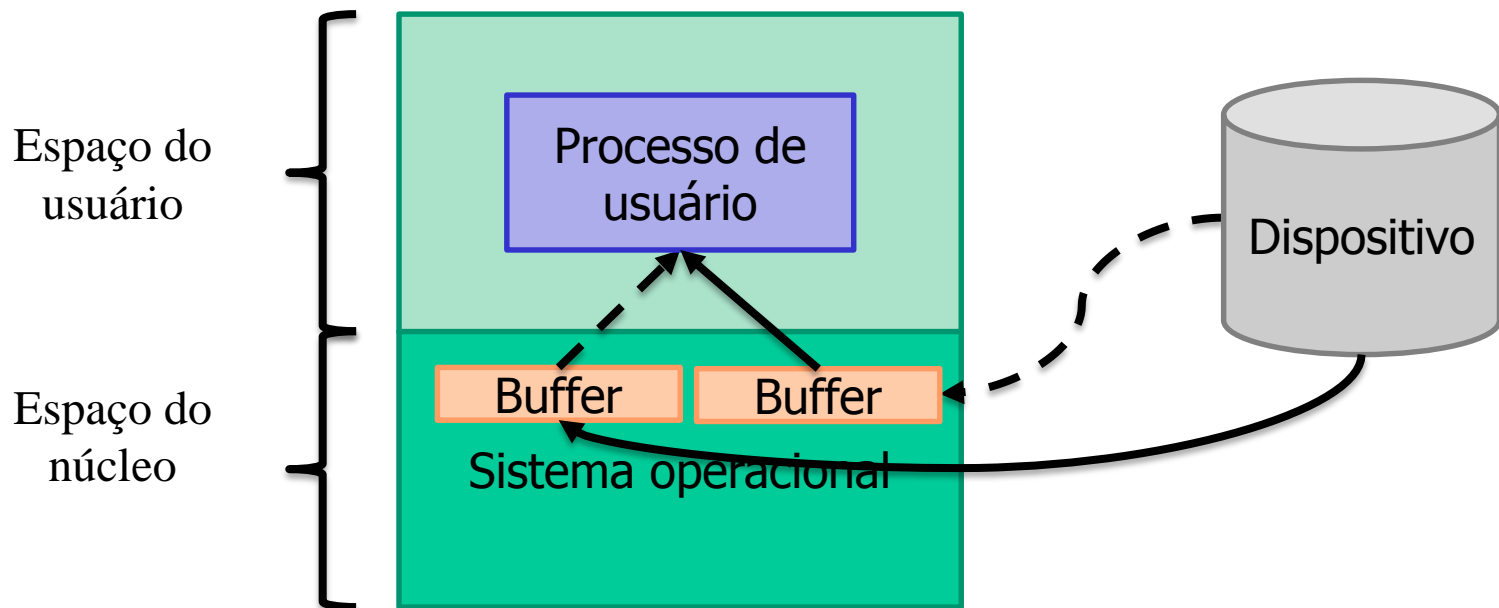 Espaço do
usuário
Processo de
usuário
Dispositivo
Espaço do
núcleo
Buffer
Buffer
Sistema operacional